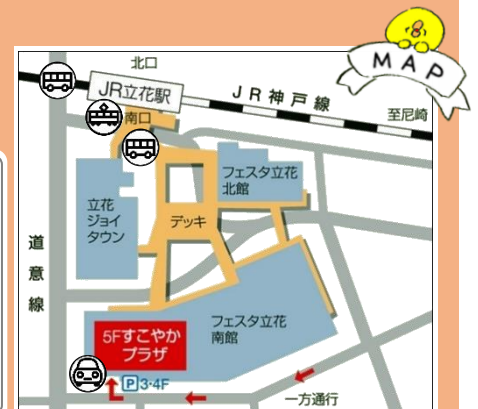 MAP
北口
JR立花駅
JR神戸線
至尼崎
南口
フェスタ立花
北館
立花
ジョイ
タウン
デッキ
道意線
フェスタ立花
南館
5Fすこやか
プラザ
P3・4F
一方通行